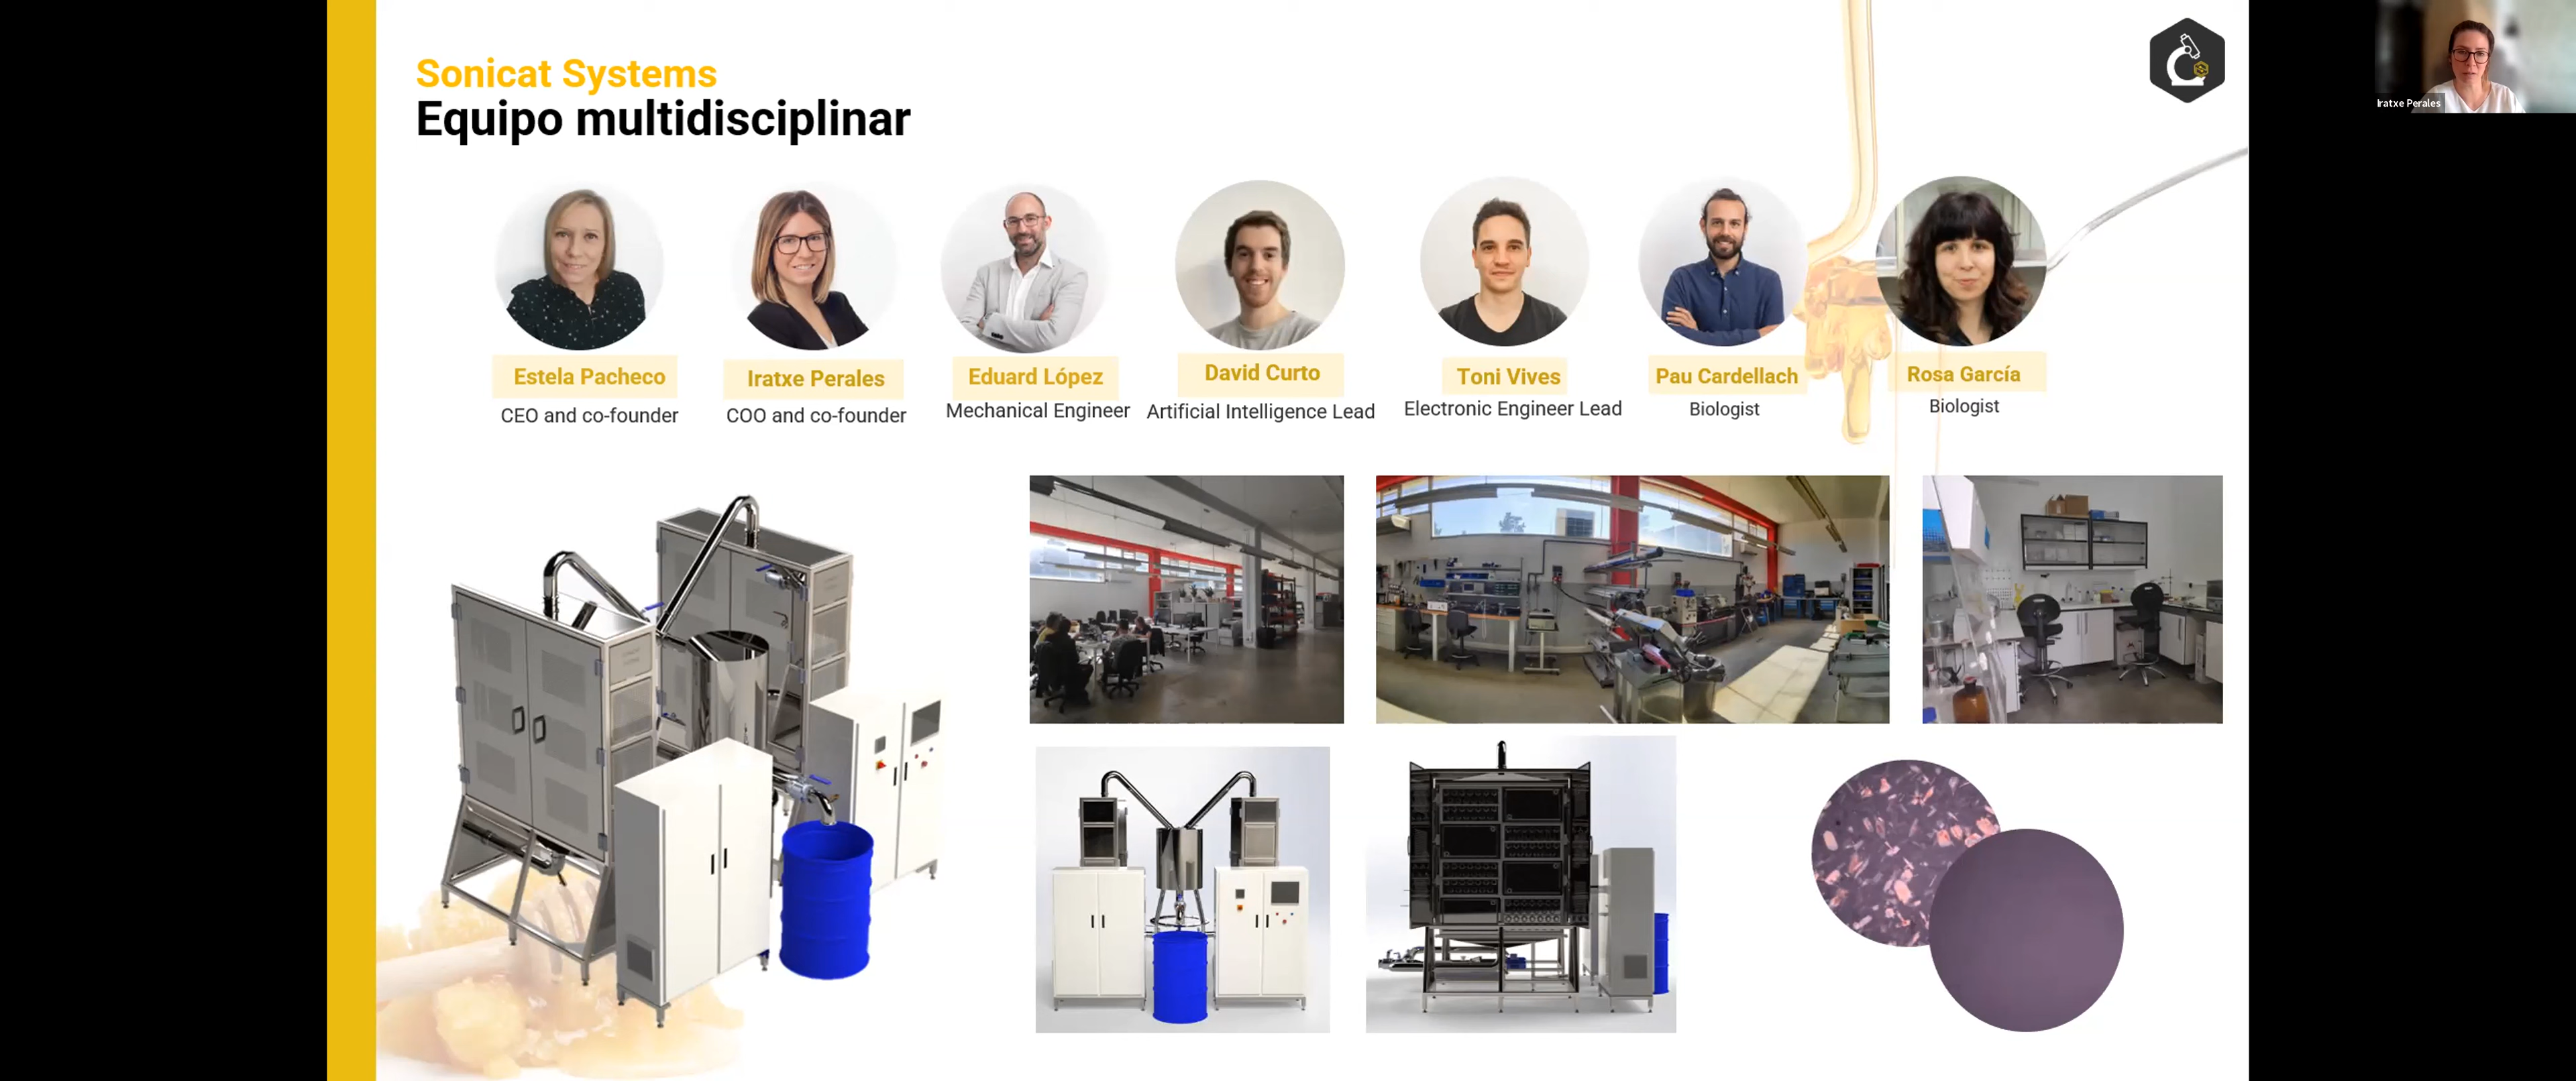 Sonicat Systems
Equipo multidisciplinar
Iratxe Perales
Estela Pacheco
CEO and co-founder
Iratxe Perales
COO and co-founder
Eduard López
Mechanical Engineer
David Curto
Artificial Intelligence Lead
Toni Vives
Electronic Engineer Lead
Pau Cardellach
Biologist
Rosa García
Biologist